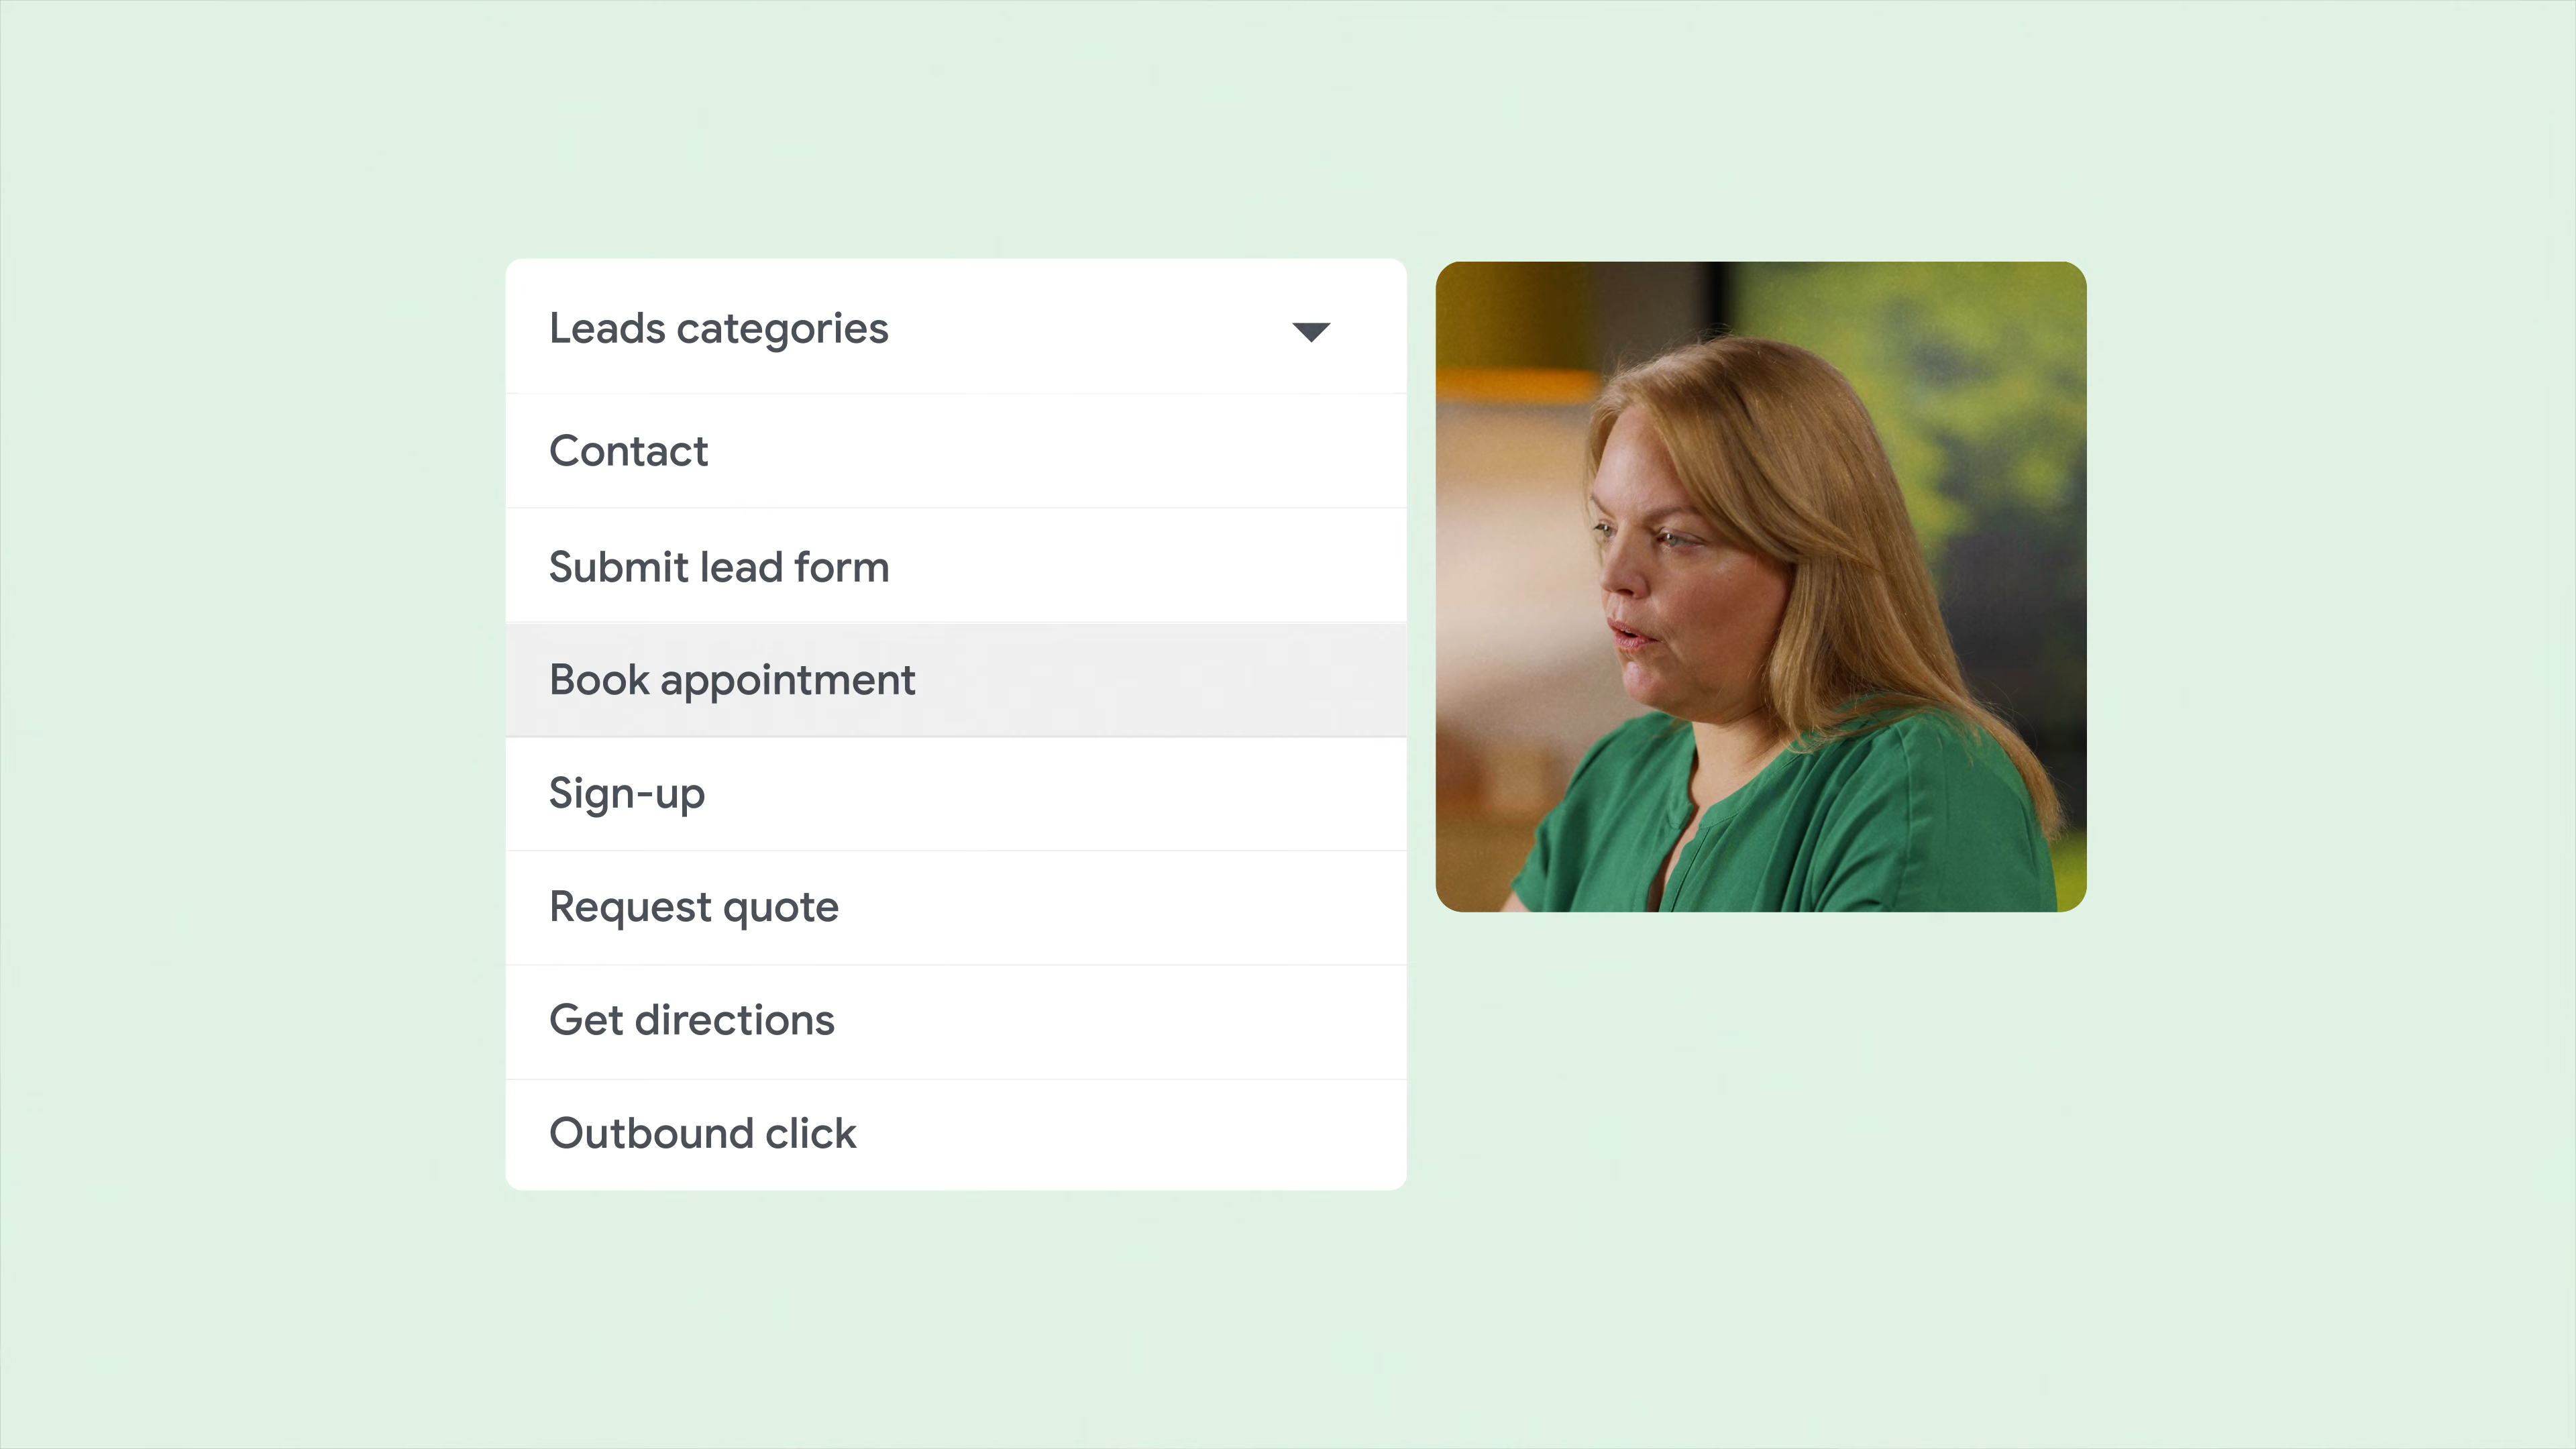 Leads categories
Contact
Submit lead form
Book appointment
Sign-up
Request quote
Get directions
Outbound click